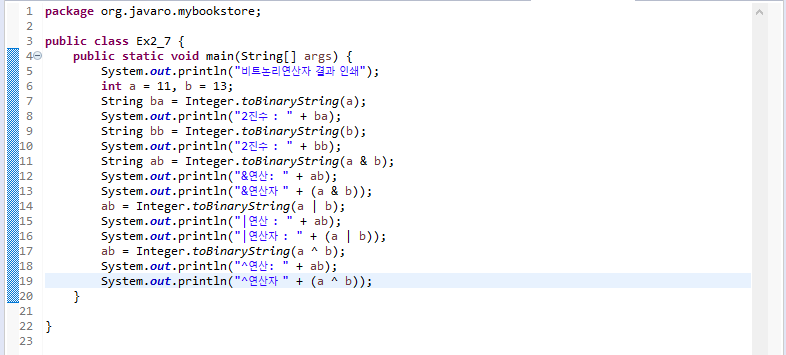 1 package org.javaro.mybookstore;
2
3 public class Ex2_7 {
4 public static void main(String[] args) {
5 System.out.println("비트논리연산자 결과 인쇄");
6 int a = 11, b = 13;
7 String ba = Integer.toBinaryString(a);
8 System.out.println("2진수 : " + ba);
9 String bb = Integer.toBinaryString(b);
10 System.out.println("2진수 : " + bb);
11 String ab = Integer.toBinaryString(a & b);
12 System.out.println("&연산: " + ab);
13 System.out.println("&연산자 " + (a & b));
14 ab = Integer.toBinaryString(a | b);
15 System.out.println("|연산 : " + ab);
16 System.out.println("|연산자 : " + (a | b));
17 ab = Integer.toBinaryString(a ^ b);
18 System.out.println("^연산: " + ab);
19 System.out.println("^연산자 " + (a ^ b));
20 }
21
22 }
23